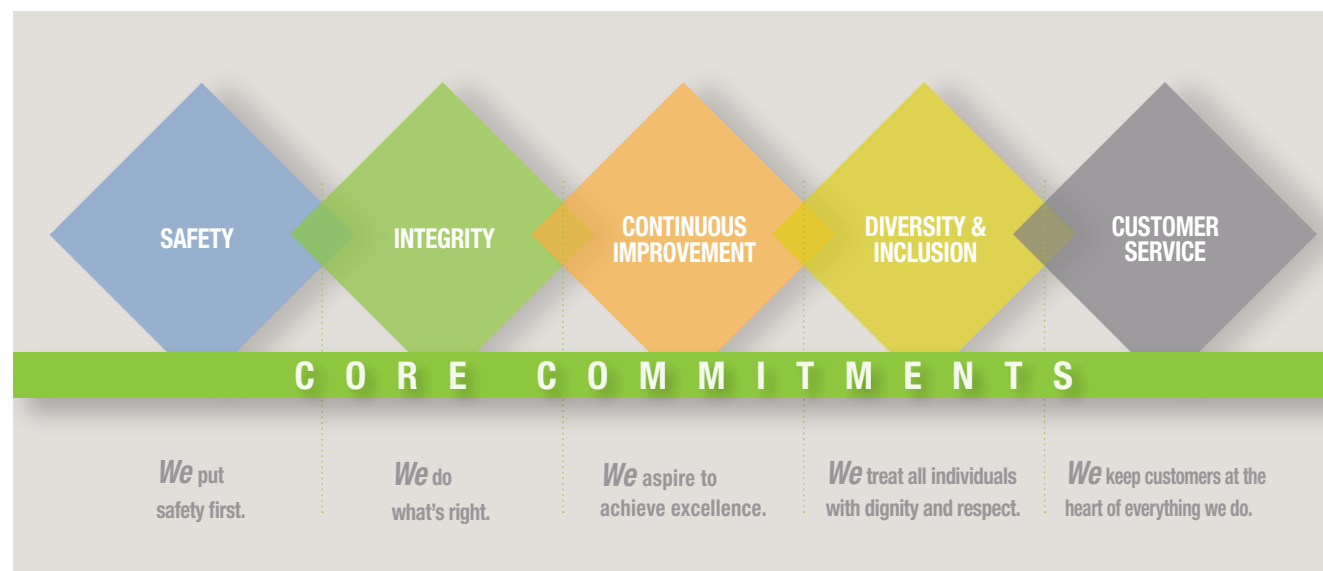 SAFETY
INTEGRITY
CONTINUOUS
IMPROVEMENT
DIVERSITY &
INCLUSION
CUSTOMER
SERVICE
CORE COMMITMENTS
We put
safety first.
We do
what's right.
We aspire to
achieve excellence.
We treat all individuals
with dignity and respect.
We keep customers at the
heart of everything we do.